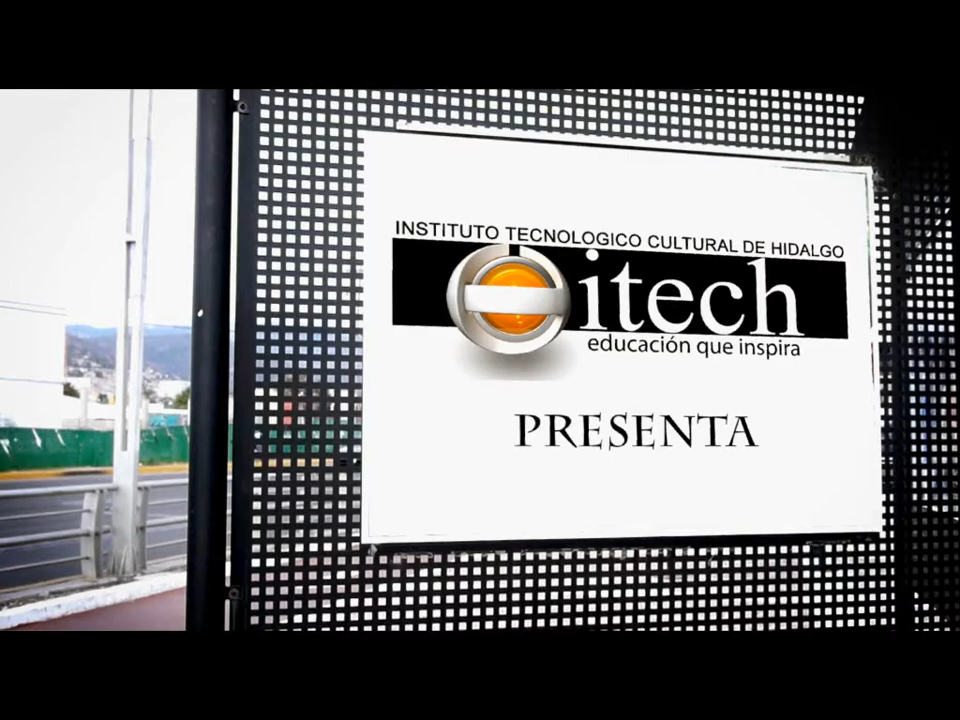 INSTITUTO TECNOLOGICO CULTURAL DE HIDALGO
itech
educación que inspira
PRESENTA